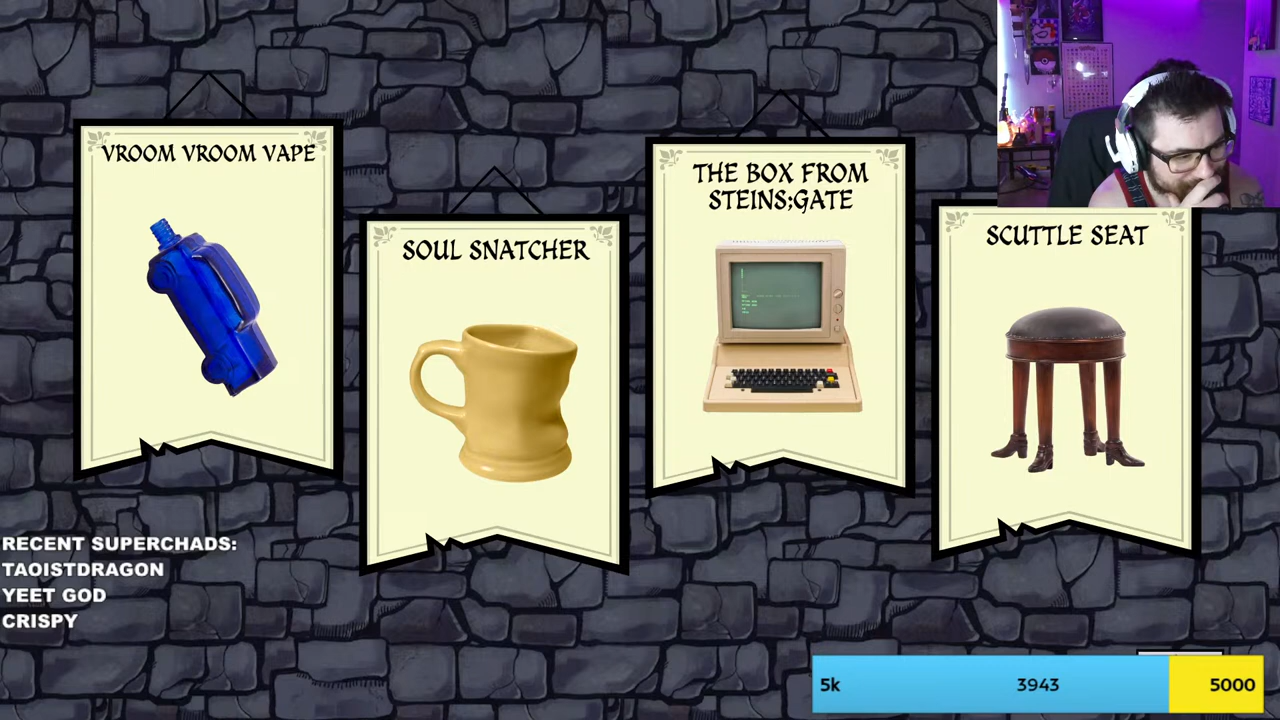 VROOM VROOM VAPE
SOUL SNATCHER
THE BOX FROM
STEINS;GATE
SCUTTLE SEAT
RECENT SUPERCHADS:
TAOISTDRAGON
YEET GOD
CRISPY
5k 3943 5000